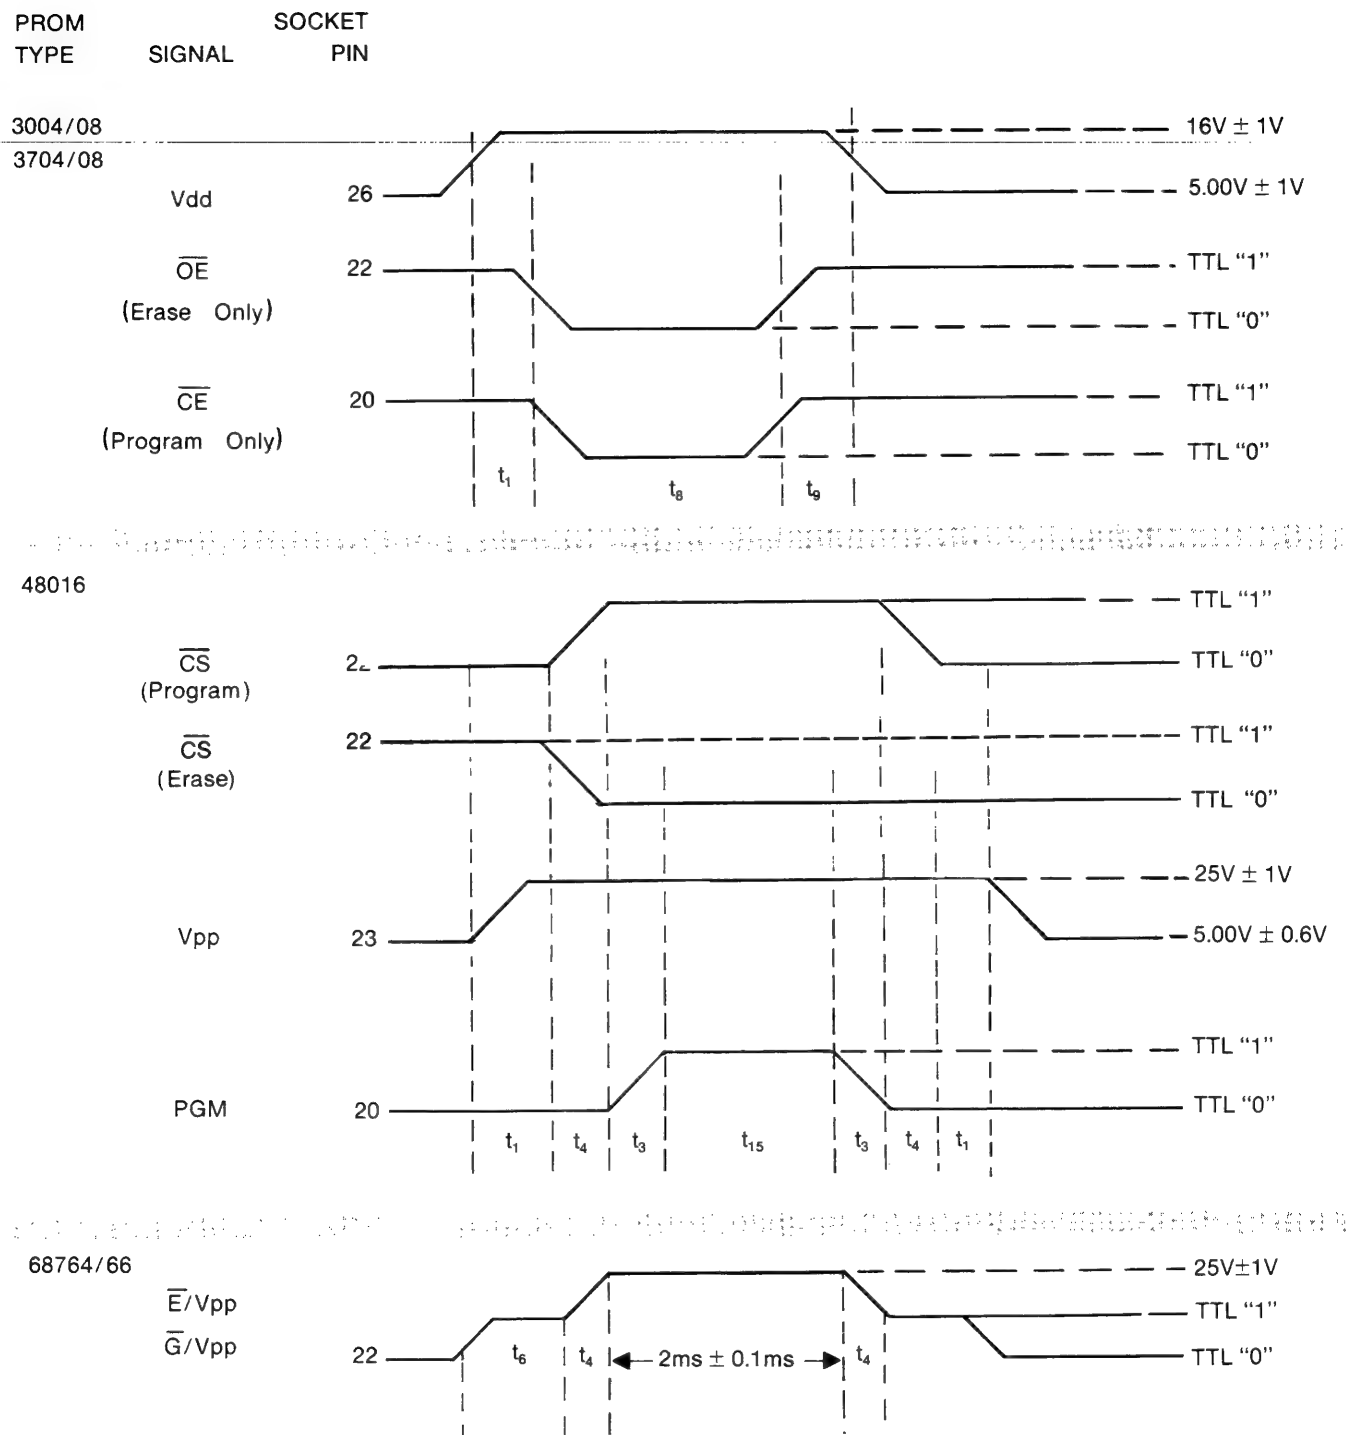 PROM TYPE SIGNAL SOCKET PIN
3004/08
3704/08
Vdd 26 16V ± 1V
5.00V ± 1V
OE 22 TTL “1”
(Erase Only) TTL “0”
CE 20 TTL “1”
(Program Only) TTL “0”
t1 t8 t9
48016
TTL “1”
CS TTL “0”
(Program)
CS 22 TTL “1”
(Erase) TTL “0”
25V ± 1V
Vpp 23 5.00V ± 0.6V
TTL “1”
PGM 20 TTL “0”
t1 t4 t3 t15 t3 t4 t1
68764/66
25V±1V
E/Vpp TTL “1”
G/Vpp 22 t6 t4 2ms ± 0.1ms t4 TTL “0”